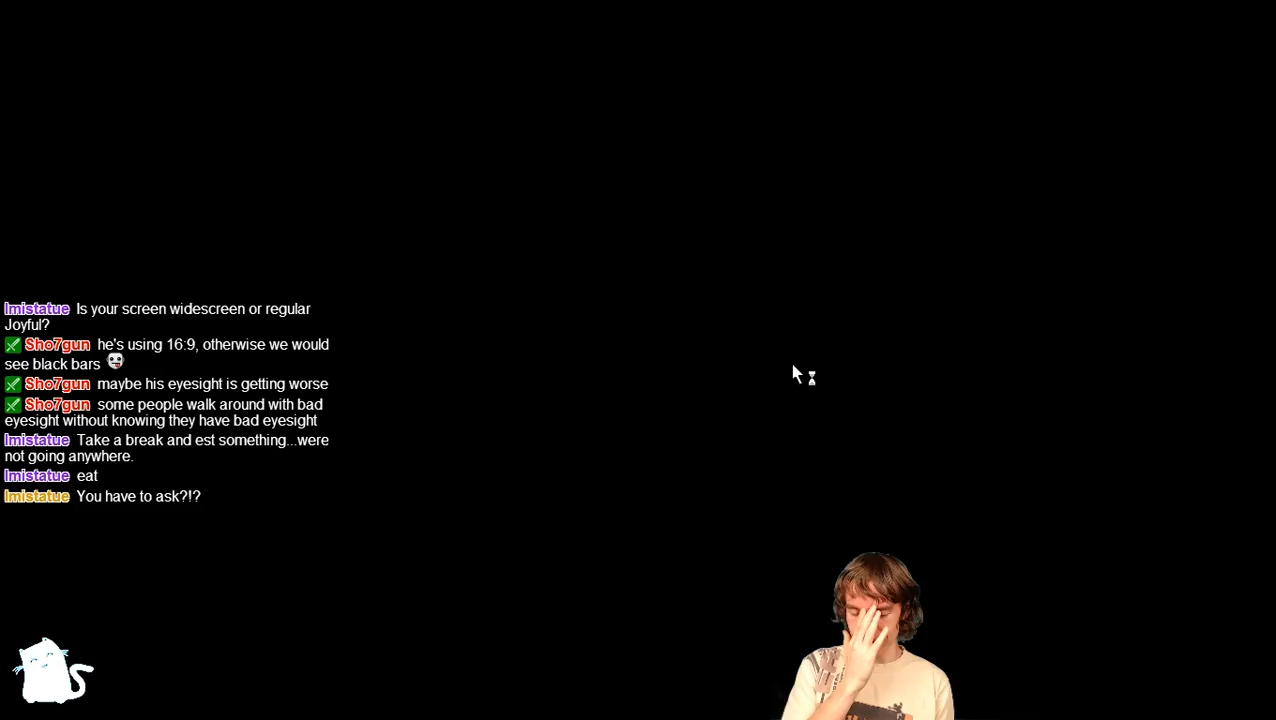 Imistatue Is your screen widescreen or regular
Joyful?
Sho7gun he's using 16:9, otherwise we would
see black bars
Sho7gun maybe his eyesight is getting worse
Sho7gun some people walk around with bad
eyesight without knowing they have bad eyesight
Imistatue Take a break and est something...were
not going anywhere.
Imistatue eat
Imistatue You have to ask?!?